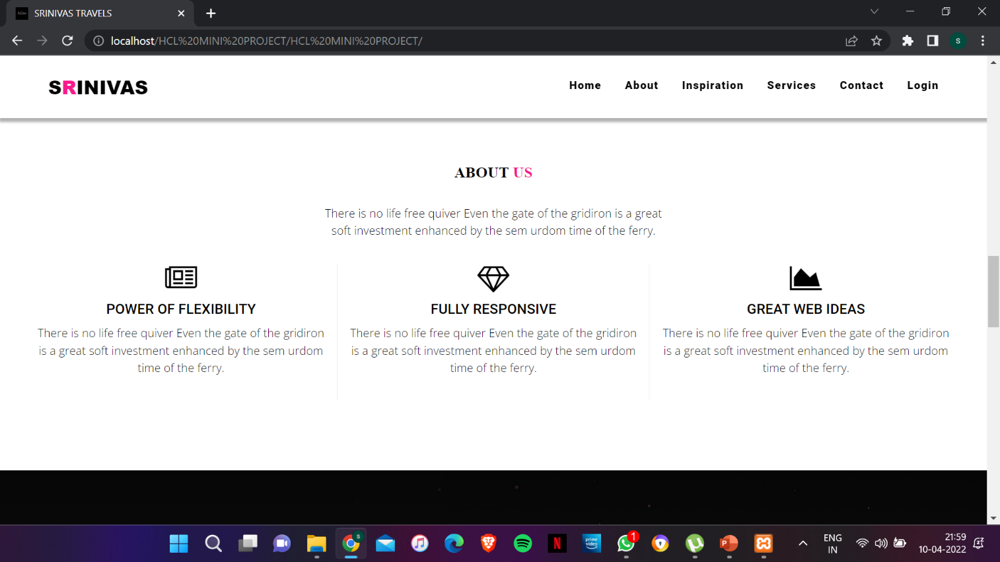 SRINIVAS TRAVELS
localhost/HCL%20MINI%20PROJECT/HCL%20MINI%20PROJECT/
S
SRINIVAS
Home About Inspiration Services Contact Login
ABOUT US
There is no life free quiver Even the gate of the gridiron is a great
soft investment enhanced by the sem urdom time of the ferry.
POWER OF FLEXIBILITY
There is no life free quiver Even the gate of the gridiron
is a great soft investment enhanced by the sem urdom
time of the ferry.
FULLY RESPONSIVE
There is no life free quiver Even the gate of the gridiron
is a great soft investment enhanced by the sem urdom
time of the ferry.
GREAT WEB IDEAS
There is no life free quiver Even the gate of the gridiron
is a great soft investment enhanced by the sem urdom
time of the ferry.
S
prime
video
1
ENG
IN
21:59
10-04-2022